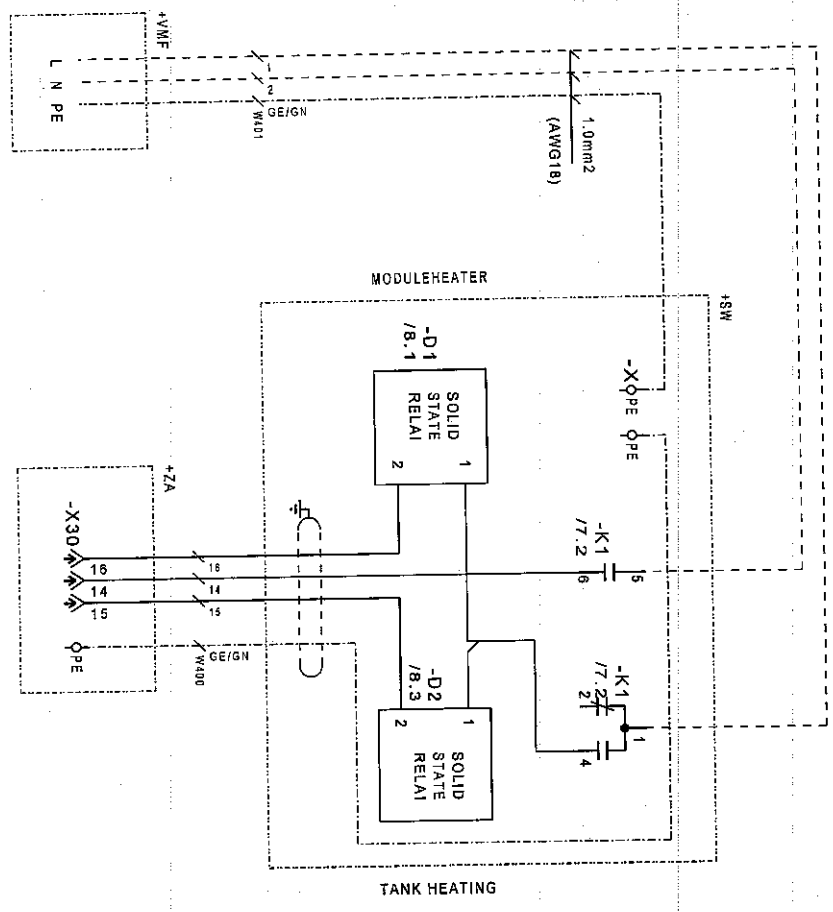 +VMF
L
N
PE
1
2
GE/GN
W401
1.0mm2
(AWG18)
MODULEHEATER
+SW
-D1
/8.1
SOLID
STATE
RELAI
1
2
-X
PE
PE
-K1
/7.2
5
6
-K1
/7.2
1
2
4
+ZA
-X30
16
14
15
PE
16
14
15
GE/GN
W400
-D2
/8.3
SOLID
STATE
RELAI
1
2
TANK HEATING